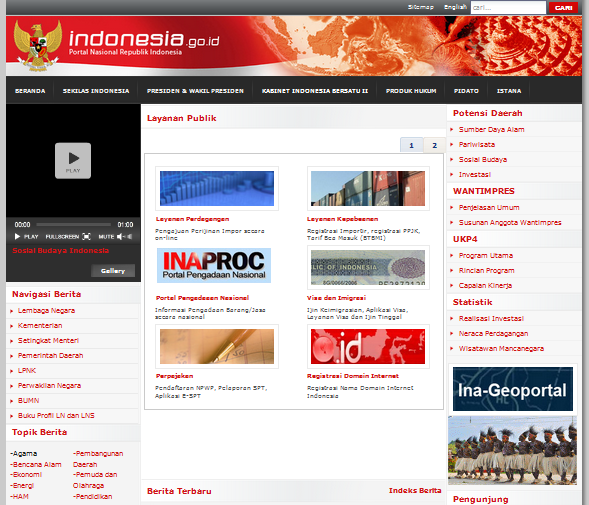 Sitemap English cari... CARI
indonesia.go.id
Portal Nasional Republik Indonesia
BERANDA SEKILAS INDONESIA PRESIDEN & WAKIL PRESIDEN KABINET INDONESIA BERSATU II PRODUK HUKUM PIDATO ISTANA
PLAY
00:00 01:00
PLAY FULLSCREEN MUTE
Sosial Budaya Indonesia
Gallery
Navigasi Berita
Lembaga Negara
Kementerian
Setingkat Menteri
Pemerintah Daerah
LPNK
Perwakilan Negara
BUMN
Buku Profil LN dan LNS
Topik Berita
-Agama
-Bencana Alam
-Ekonomi
-Energi
-HAM
-Pembangunan
Daerah
-Pemuda dan
Olahraga
-Pendidikan
Layanan Publik
1 2
Layanan Perdagangan
Pengajuan Perijinan Impor secara
on-line
Layanan Kepabeanan
Registrasi Importir, registrasi PPJK,
Tarif Bea Masuk (BTBMI)
INAPROC
Portal Pengadaan Nasional
Portal Pengadaan Nasional
Informasi Pengadaan Barang/Jasa
secara nasional
LIC OF INDONESIA
Visa dan Imigrasi
Ijin Keimigrasian, Aplikasi Visa,
Layanan Visa dan Ijin Tinggal
Perpajakan
Pendaftaran NPWP, Pelaporan SPT,
Aplikasi E-SPT
.id
Registrasi Domain Internet
Registrasi Nama Domain Internet
Indonesia
Berita Terbaru Indeks Berita
Potensi Daerah
Sumber Daya Alam
Pariwisata
Sosial Budaya
Investasi
WANTIMPRES
Penjelasan Umum
Susunan Anggota Wantimpres
UKP4
Program Utama
Rincian Program
Capaian Kinerja
Statistik
Realisasi Investasi
Neraca Perdagangan
Wisatawan Mancanegara
Ina-Geoportal
Pengunjung